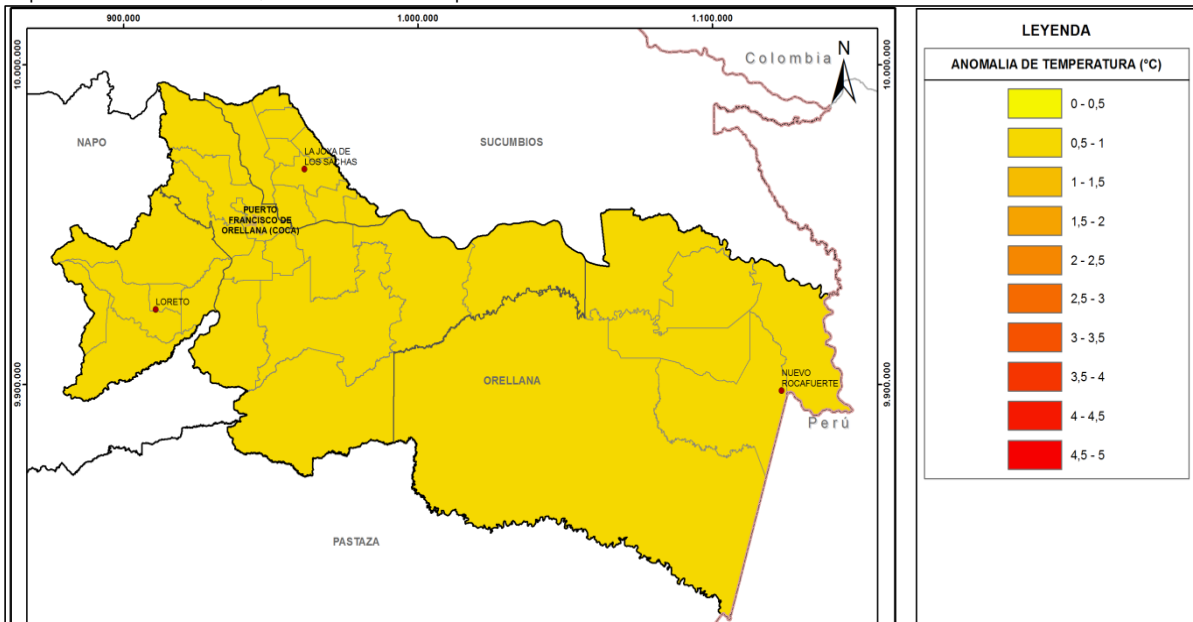 900.000
1.000.000
1.100.000
10.000.000
10.000.000
Colombia
N
NAPO
SUCUMBIOS
LA JOYA DE
LOS SACHAS
PUERTO
FRANCISCO DE
ORELLANA (COCA)
LORETO
ORELLANA
NUEVO
ROCAFUERTE
9.900.000
9.900.000
Perú
PASTAZA
LEYENDA
ANOMALIA DE TEMPERATURA (°C)
0 - 0,5
0,5 - 1
1 - 1,5
1,5 - 2
2 - 2,5
2,5 - 3
3 - 3,5
3,5 - 4
4 - 4,5
4,5 - 5